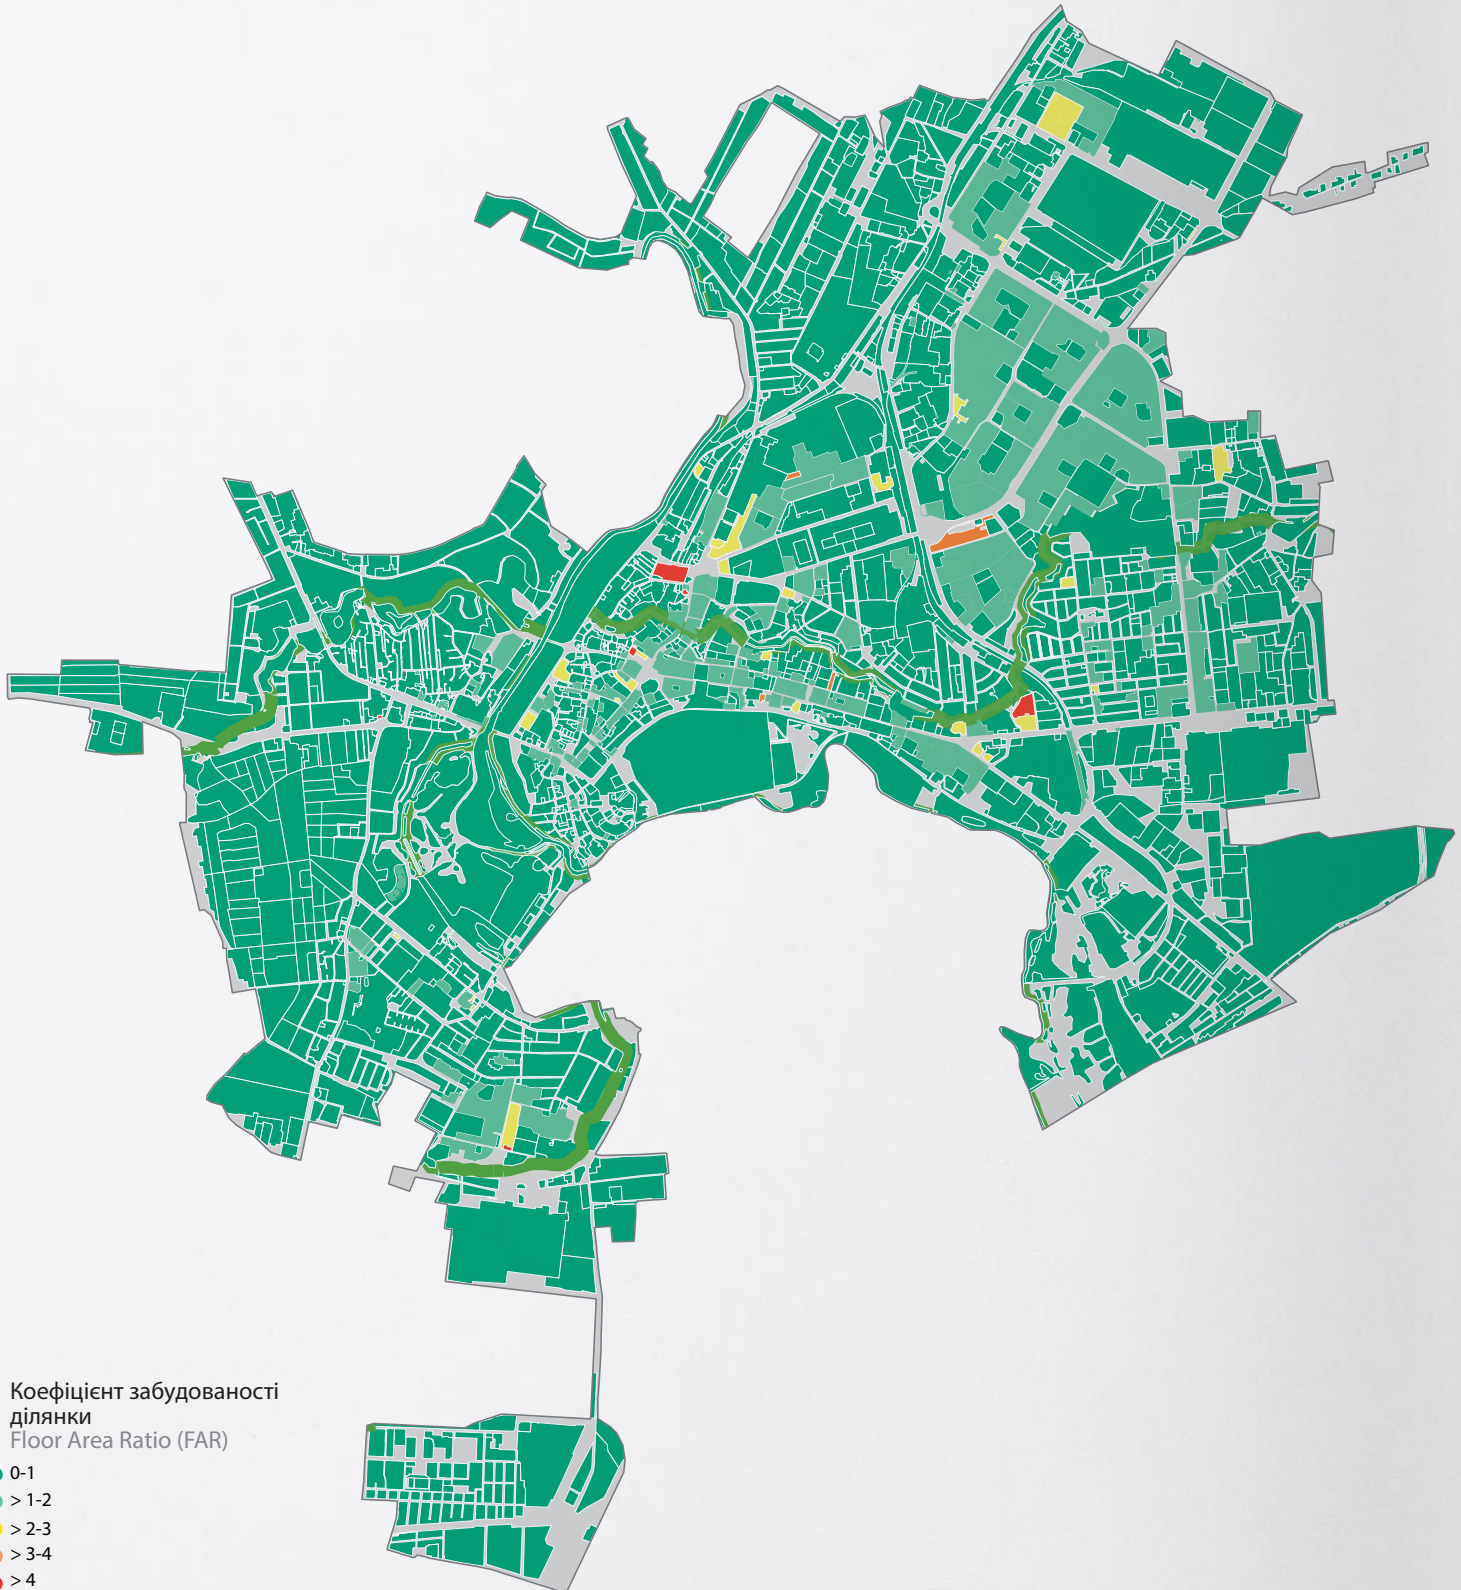 Коефіцієнт забудованості
ділянки
Floor Area Ratio (FAR)
0-1
> 1-2
> 2-3
> 3-4
> 4